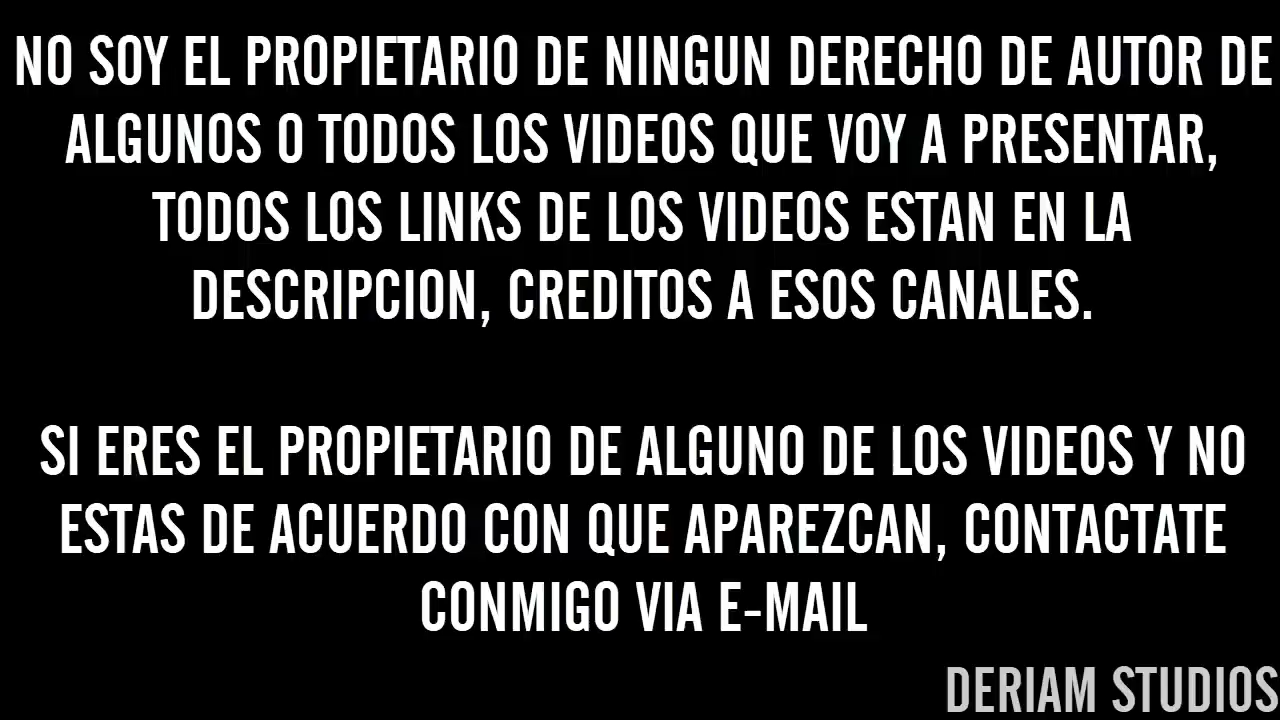 NO SOY EL PROPIETARIO DE NINGUN DERECHO DE AUTOR DE
ALGUNOS O TODOS LOS VIDEOS QUE VOY A PRESENTAR,
TODOS LOS LINKS DE LOS VIDEOS ESTAN EN LA
DESCRIPCION, CREDITOS A ESOS CANALES.
SI ERES EL PROPIETARIO DE ALGUNO DE LOS VIDEOS Y NO
ESTAS DE ACUERDO CON QUE APAREZCAN, CONTACTATE
CONMIGO VIA E-MAIL
DERIAM STUDIOS